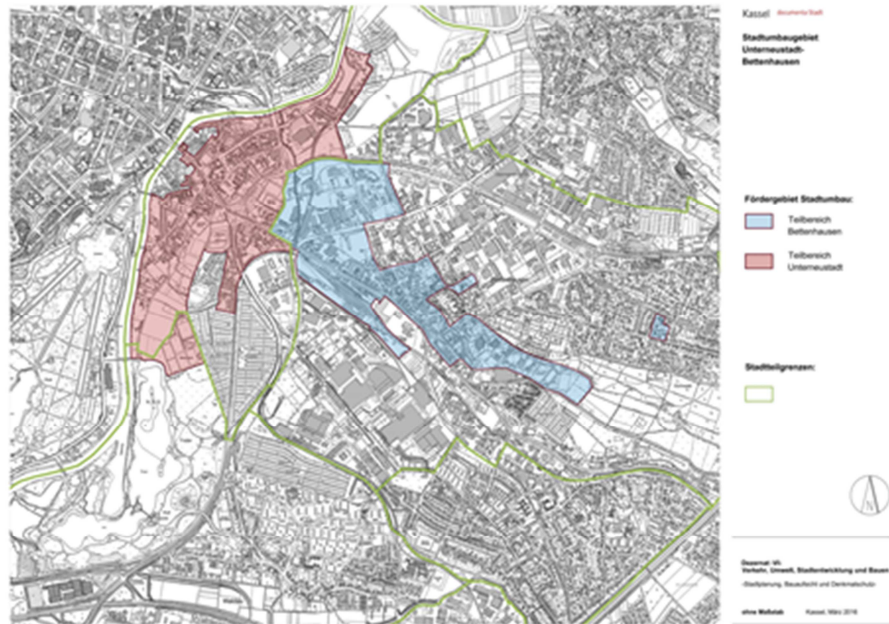 Kassel documenta Stadt
Stadtumbaugebiet
Unterneustadt-
Bettenhausen
Fördergebiet Stadtumbau:
Teilbereich
Bettenhausen
Teilbereich
Unterneustadt
Stadtteilgrenzen:
N
Dezernat VI-
Verkehr, Umwelt, Stadtentwicklung und Bauen
-Stadtplanung, Bauaufsicht und Denkmalschutz-
ohne Maßstab Kassel, März 2016